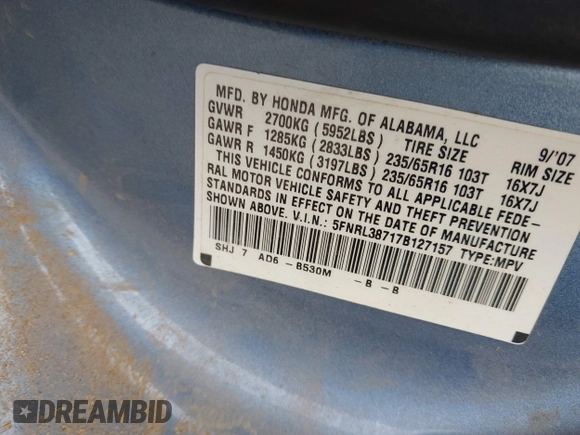 MFD. BY HONDA MFG. OF ALABAMA, LLC 9/'07
GVWR 2700KG (5952LBS) TIRE SIZE RIM SIZE
GAWR F 1285KG (2833LBS) 235/65R16 103T 16X7J
GAWR R 1450KG (3197LBS) 235/65R16 103T 16X7J
THIS VEHICLE CONFORMS TO ALL APPLICABLE FEDE-
RAL MOTOR VEHICLE SAFETY AND THEFT PREVENTION
STANDARDS IN EFFECT ON THE DATE OF MANUFACTURE
SHOWN ABOVE. V.I.N.: 5FNRL38717B127157 TYPE:MPV
SHJ 7 AD6 -B530M -B -B
DREAMBID